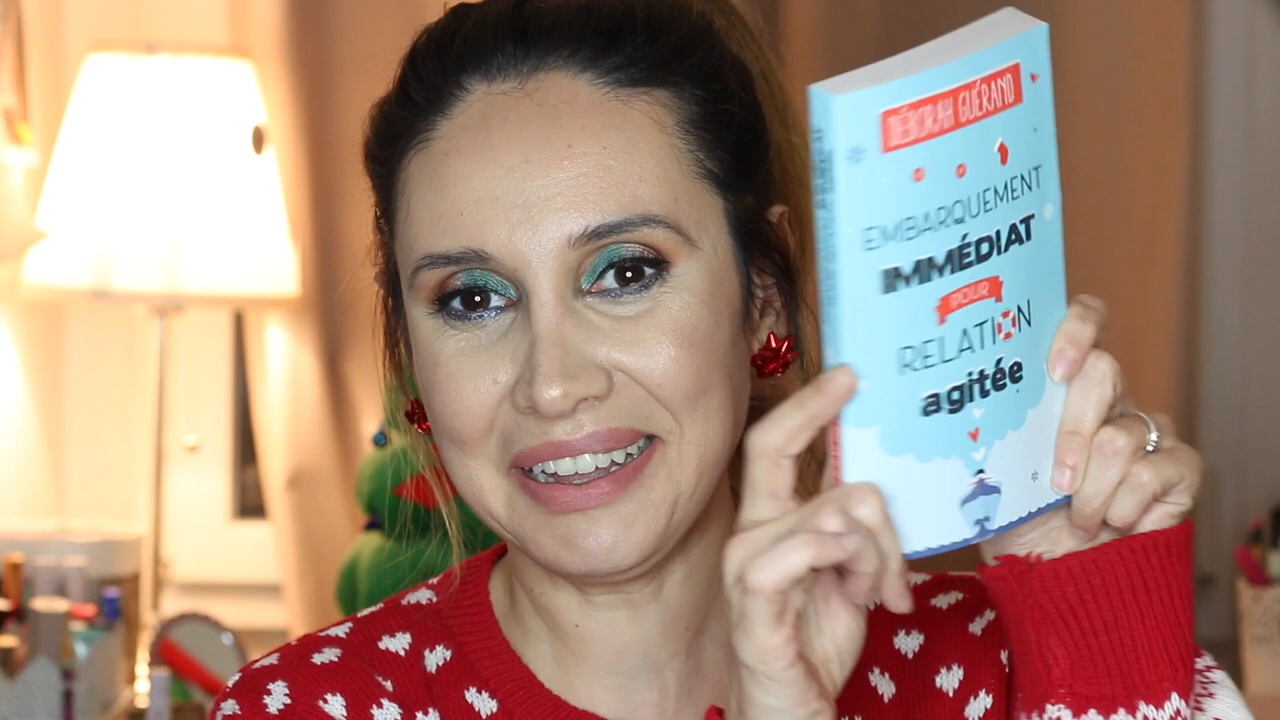 DÉBORAH GUÉRAND
EMBARQUEMENT
IMMÉDIAT
POUR
RELATION
agitée